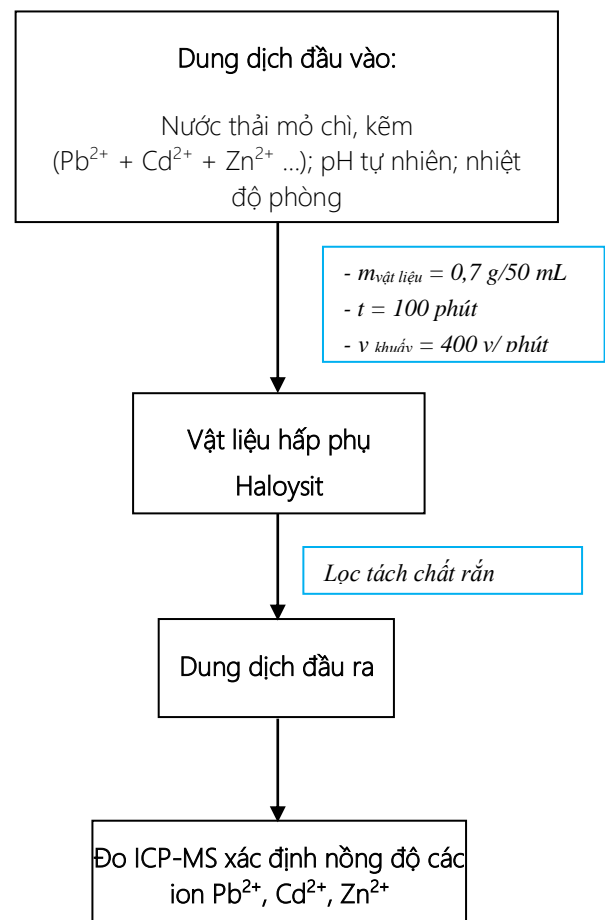 Dung dịch đầu vào:
Nước thải mỏ chì, kẽm
(Pb²⁺ + Cd²⁺ + Zn²⁺ ...); pH tự nhiên; nhiệt
độ phòng
- m vật liệu = 0,7 g/50 mL
- t = 100 phút
- v khuấy = 400 v/ phút
Vật liệu hấp phụ
Haloysit
Lọc tách chất rắn
Dung dịch đầu ra
Đo ICP-MS xác định nồng độ các
ion Pb²⁺, Cd²⁺, Zn²⁺